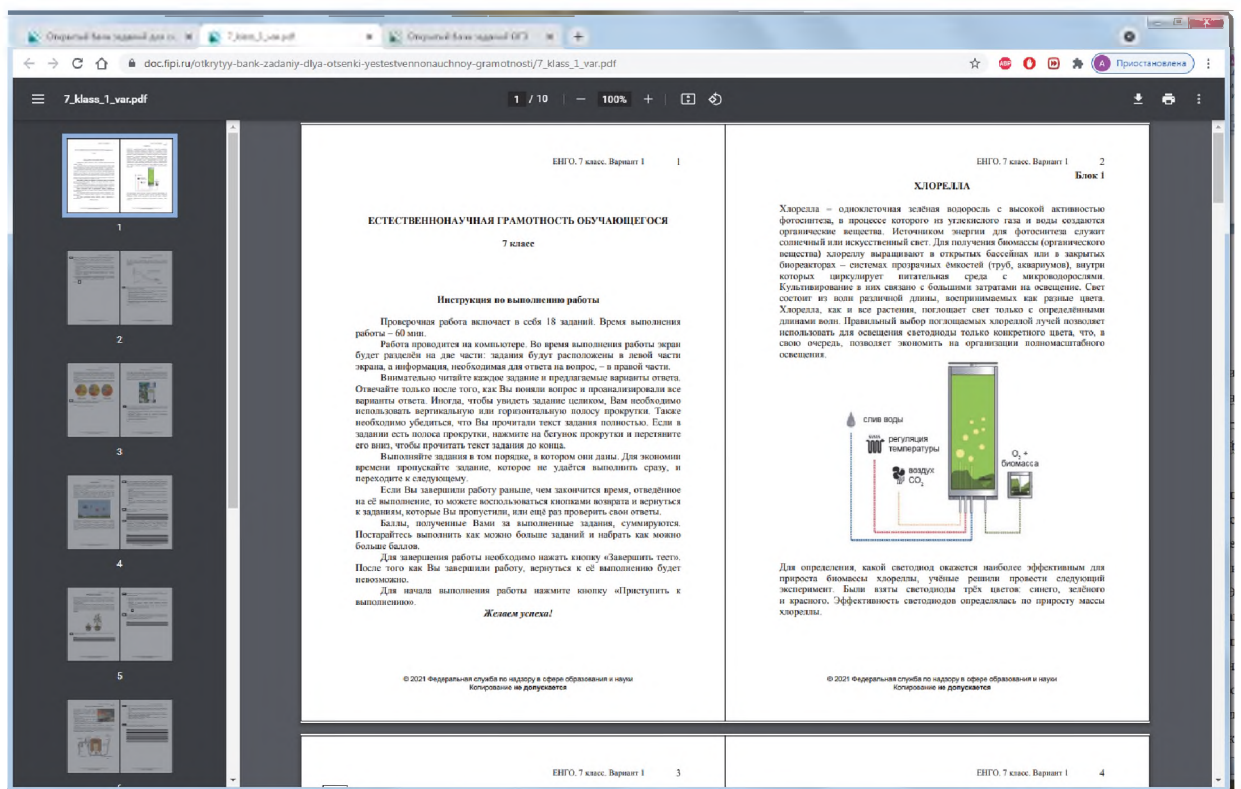 7_klass_1_var.pdf
doc.fipi.ru/otkrytyy-bank-zadaniy-dlya-otsenki-yestestvennonauchnoy-gramotnosti/7_klass_1_var.pdf
ABP
А Приостановлена
7_klass_1_var.pdf
1 / 10
100%
1
2
3
4
5
ЕНГО. 7 класс. Вариант 1 1
ЕСТЕСТВЕННОНАУЧНАЯ ГРАМОТНОСТЬ ОБУЧАЮЩЕГОСЯ
7 класс
Инструкция по выполнению работы
Проверочная работа включает в себя 18 заданий. Время выполнения
работы – 60 мин.
Работа проводится на компьютере. Во время выполнения работы экран
будет разделён на две части: задания будут расположены в левой части
экрана, а информация, необходимая для ответа на вопрос, – в правой части.
Внимательно читайте каждое задание и предлагаемые варианты ответа.
Отвечайте только после того, как Вы поняли вопрос и проанализировали все
варианты ответа. Иногда, чтобы увидеть задание целиком, Вам необходимо
использовать вертикальную или горизонтальную полосу прокрутки. Также
необходимо убедиться, что Вы прочитали текст задания полностью. Если в
задании есть полоса прокрутки, нажмите на бегунок прокрутки и перетяните
его вниз, чтобы прочитать текст задания до конца.
Выполняйте задания в том порядке, в котором они даны. Для экономии
времени пропускайте задание, которое не удаётся выполнить сразу, и
переходите к следующему.
Если Вы завершили работу раньше, чем закончится время, отведённое
на её выполнение, то можете воспользоваться кнопками возврата и вернуться
к заданиям, которые Вы пропустили, или ещё раз проверить свои ответы.
Баллы, полученные Вами за выполненные задания, суммируются.
Постарайтесь выполнить как можно больше заданий и набрать как можно
больше баллов.
Для завершения работы необходимо нажать кнопку «Завершить тест».
После того как Вы завершили работу, вернуться к её выполнению будет
невозможно.
Для начала выполнения работы нажмите кнопку «Приступить к
выполнению».
Желаем успеха!
© 2021 Федеральная служба по надзору в сфере образования и науки
Копирование не допускается
ЕНГО. 7 класс. Вариант 1 2
Блок 1
ХЛОРЕЛЛА
Хлорелла – одноклеточная зелёная водоросль с высокой активностью
фотосинтеза, в процессе которого из углекислого газа и воды создаются
органические вещества. Источником энергии для фотосинтеза служит
солнечный или искусственный свет. Для получения биомассы (органического
вещества) хлореллу выращивают в открытых бассейнах или в закрытых
биореакторах – системах прозрачных ёмкостей (труб, аквариумов), внутри
которых циркулирует питательная среда с микроводорослями.
Культивирование в них связано с большими затратами на освещение. Свет
состоит из волн различной длины, воспринимаемых как разные цвета.
Хлорелла, как и все растения, поглощает свет только с определёнными
длинами волн. Правильный выбор поглощаемых хлореллой лучей позволяет
использовать для освещения светодиоды только конкретного цвета, что, в
свою очередь, позволяет экономить на организации полномасштабного
освещения.
слив воды
регуляция
температуры
воздух
CO₂
O₂ +
биомасса
Для определения, какой светодиод окажется наиболее эффективным для
прироста биомассы хлореллы, учёные решили провести следующий
эксперимент. Были взяты светодиоды трёх цветов: синего, зелёного
и красного. Эффективность светодиодов определялась по приросту массы
хлореллы.
© 2021 Федеральная служба по надзору в сфере образования и науки
Копирование не допускается
ЕНГО. 7 класс. Вариант 1 3
ЕНГО. 7 класс. Вариант 1 4